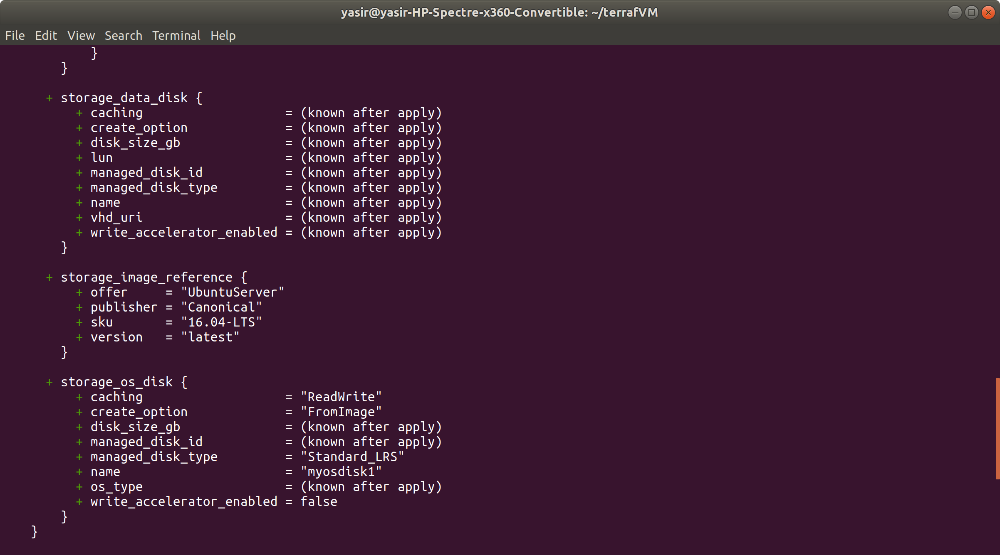 yasir@yasir-HP-Spectre-x360-Convertible: ~/terrafVM
File Edit View Search Terminal Help
            }
        }

      + storage_data_disk {
          + caching                   = (known after apply)
          + create_option             = (known after apply)
          + disk_size_gb              = (known after apply)
          + lun                       = (known after apply)
          + managed_disk_id           = (known after apply)
          + managed_disk_type         = (known after apply)
          + name                      = (known after apply)
          + vhd_uri                   = (known after apply)
          + write_accelerator_enabled = (known after apply)
        }

      + storage_image_reference {
          + offer     = "UbuntuServer"
          + publisher = "Canonical"
          + sku       = "16.04-LTS"
          + version   = "latest"
        }

      + storage_os_disk {
          + caching                   = "ReadWrite"
          + create_option             = "FromImage"
          + disk_size_gb              = (known after apply)
          + managed_disk_id           = (known after apply)
          + managed_disk_type         = "Standard_LRS"
          + name                      = "myosdisk1"
          + os_type                   = (known after apply)
          + write_accelerator_enabled = false
        }
    }